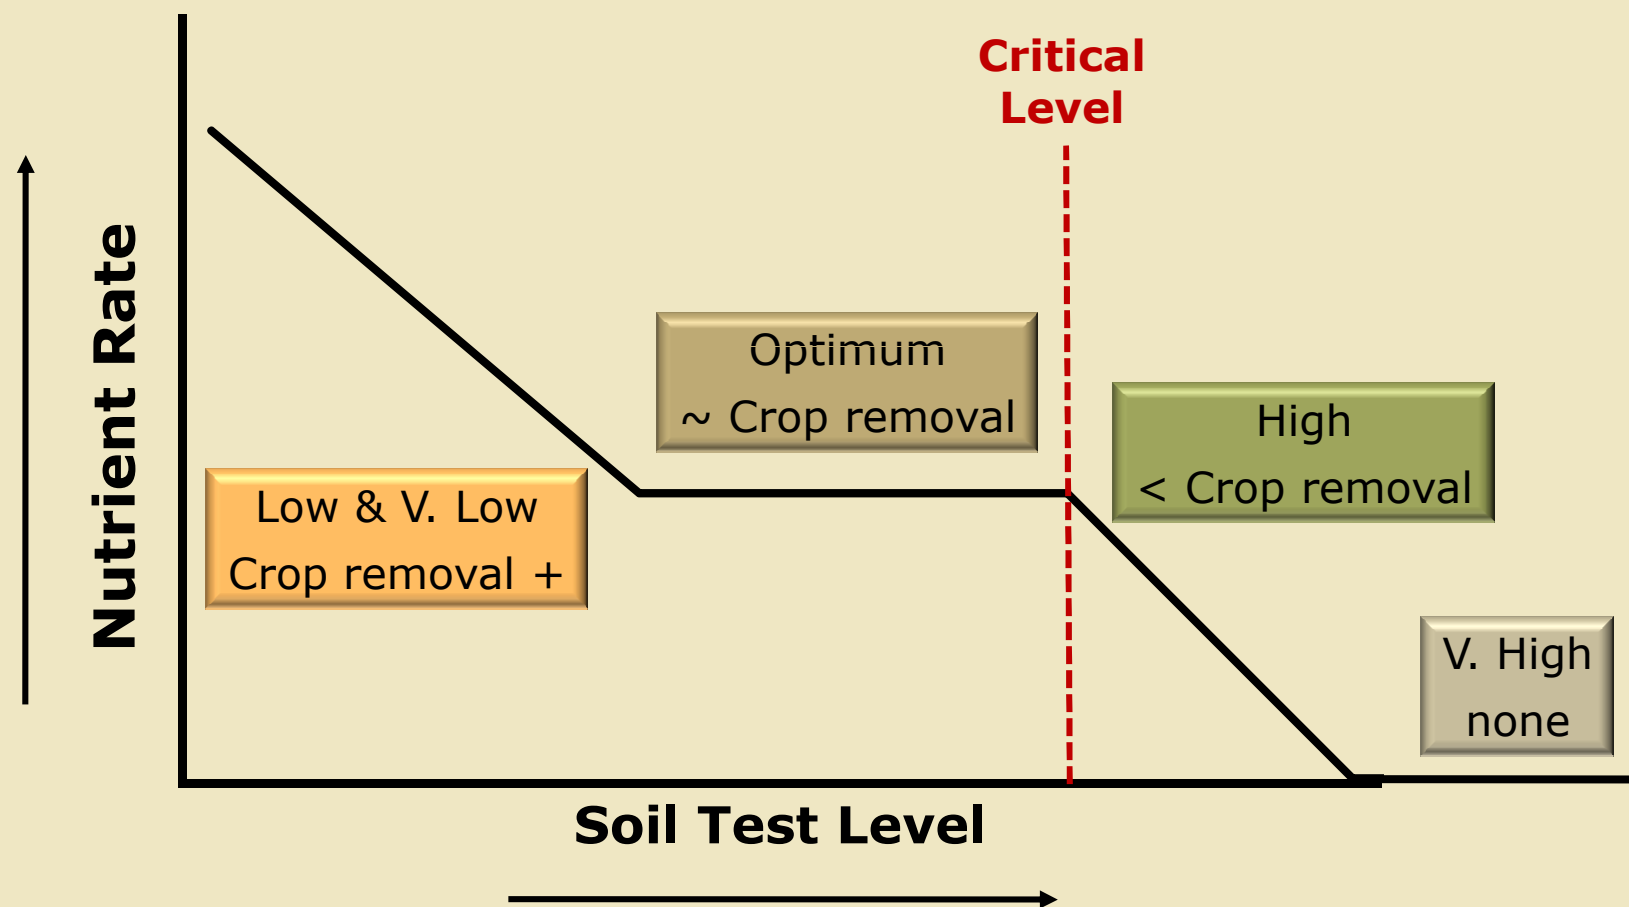 Critical
Level
Nutrient Rate
Optimum
~ Crop removal
High
< Crop removal
Low & V. Low
Crop removal +
V. High
none
Soil Test Level